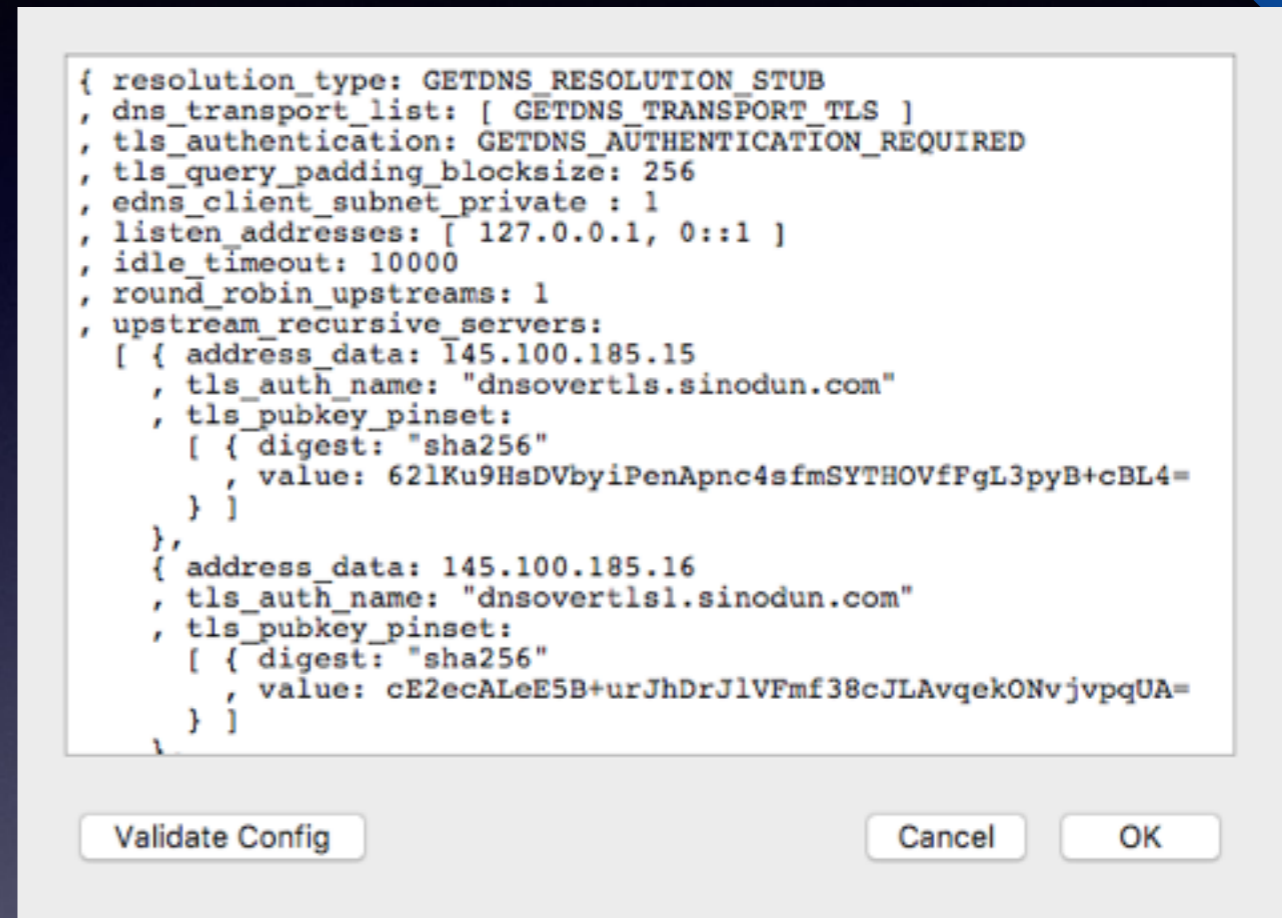 { resolution_type: GETDNS_RESOLUTION_STUB
, dns_transport_list: [ GETDNS_TRANSPORT_TLS ]
, tls_authentication: GETDNS_AUTHENTICATION_REQUIRED
, tls_query_padding_blocksize: 256
, edns_client_subnet_private : 1
, listen_addresses: [ 127.0.0.1, 0::1 ]
, idle_timeout: 10000
, round_robin_upstreams: 1
, upstream_recursive_servers:
  [ { address_data: 145.100.185.15
    , tls_auth_name: "dnsovertls.sinodun.com"
    , tls_pubkey_pinset:
      [ { digest: "sha256"
        , value: 62lKu9HsDVbyiPenApnc4sfmSYTHOVfFgL3pyB+cBL4=
      } ]
    },
    { address_data: 145.100.185.16
    , tls_auth_name: "dnsovertls1.sinodun.com"
    , tls_pubkey_pinset:
      [ { digest: "sha256"
        , value: cE2ecALeE5B+urJhDrJlVFmf38cJLAvqekONvjvpqUA=
      } ]
    },
Validate Config Cancel OK